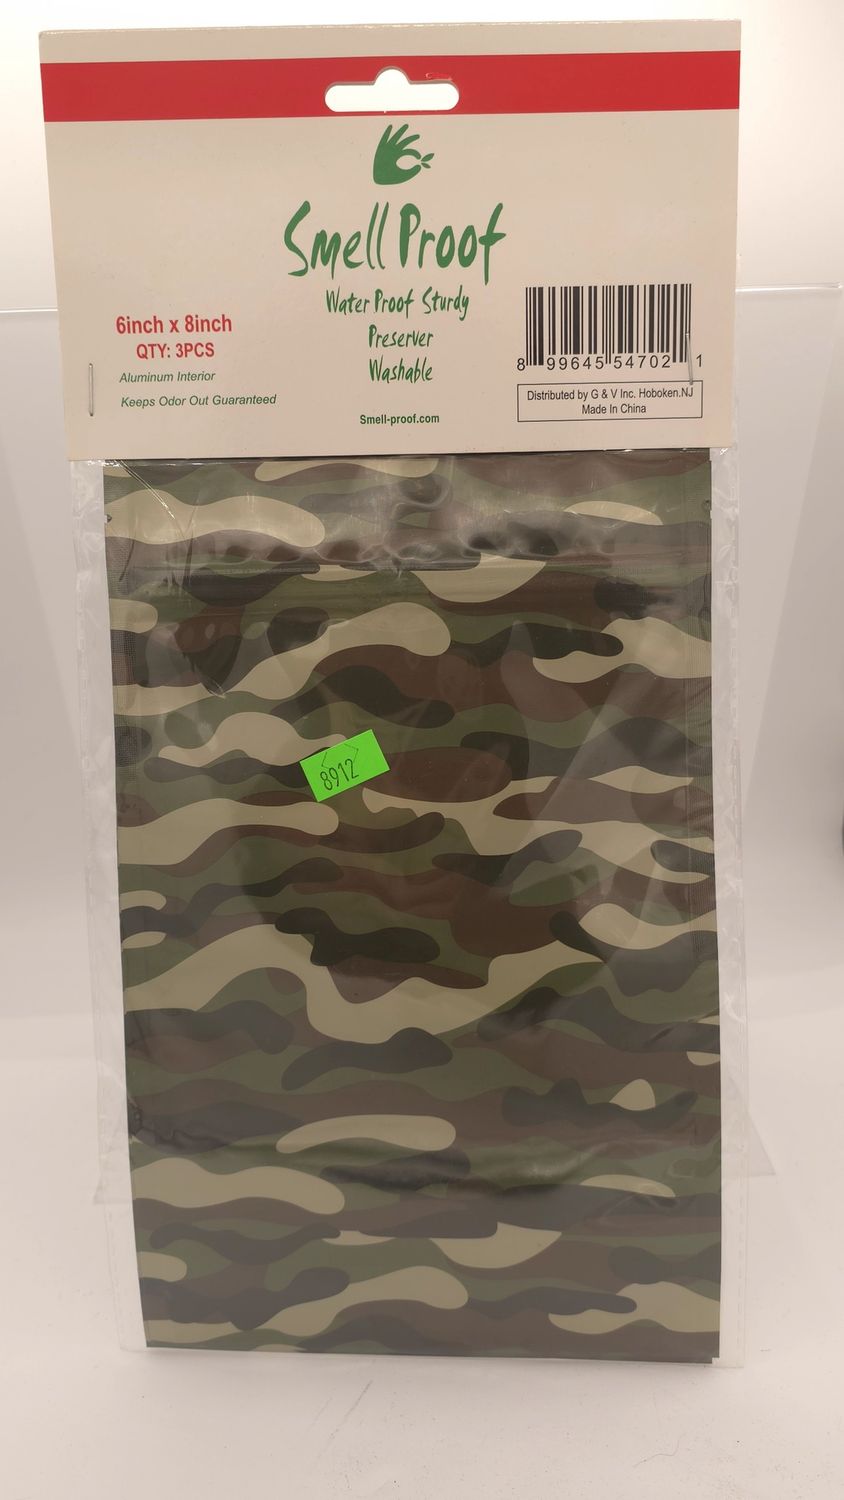 Smell Proof
Water Proof Sturdy
Preserver
Washable
Smell-proof.com
6inch x 8inch
QTY: 3PCS
Aluminum Interior
Keeps Odor Out Guaranteed
8 99645 54702 1
Distributed by G & V Inc. Hoboken.NJ
Made In China
8912